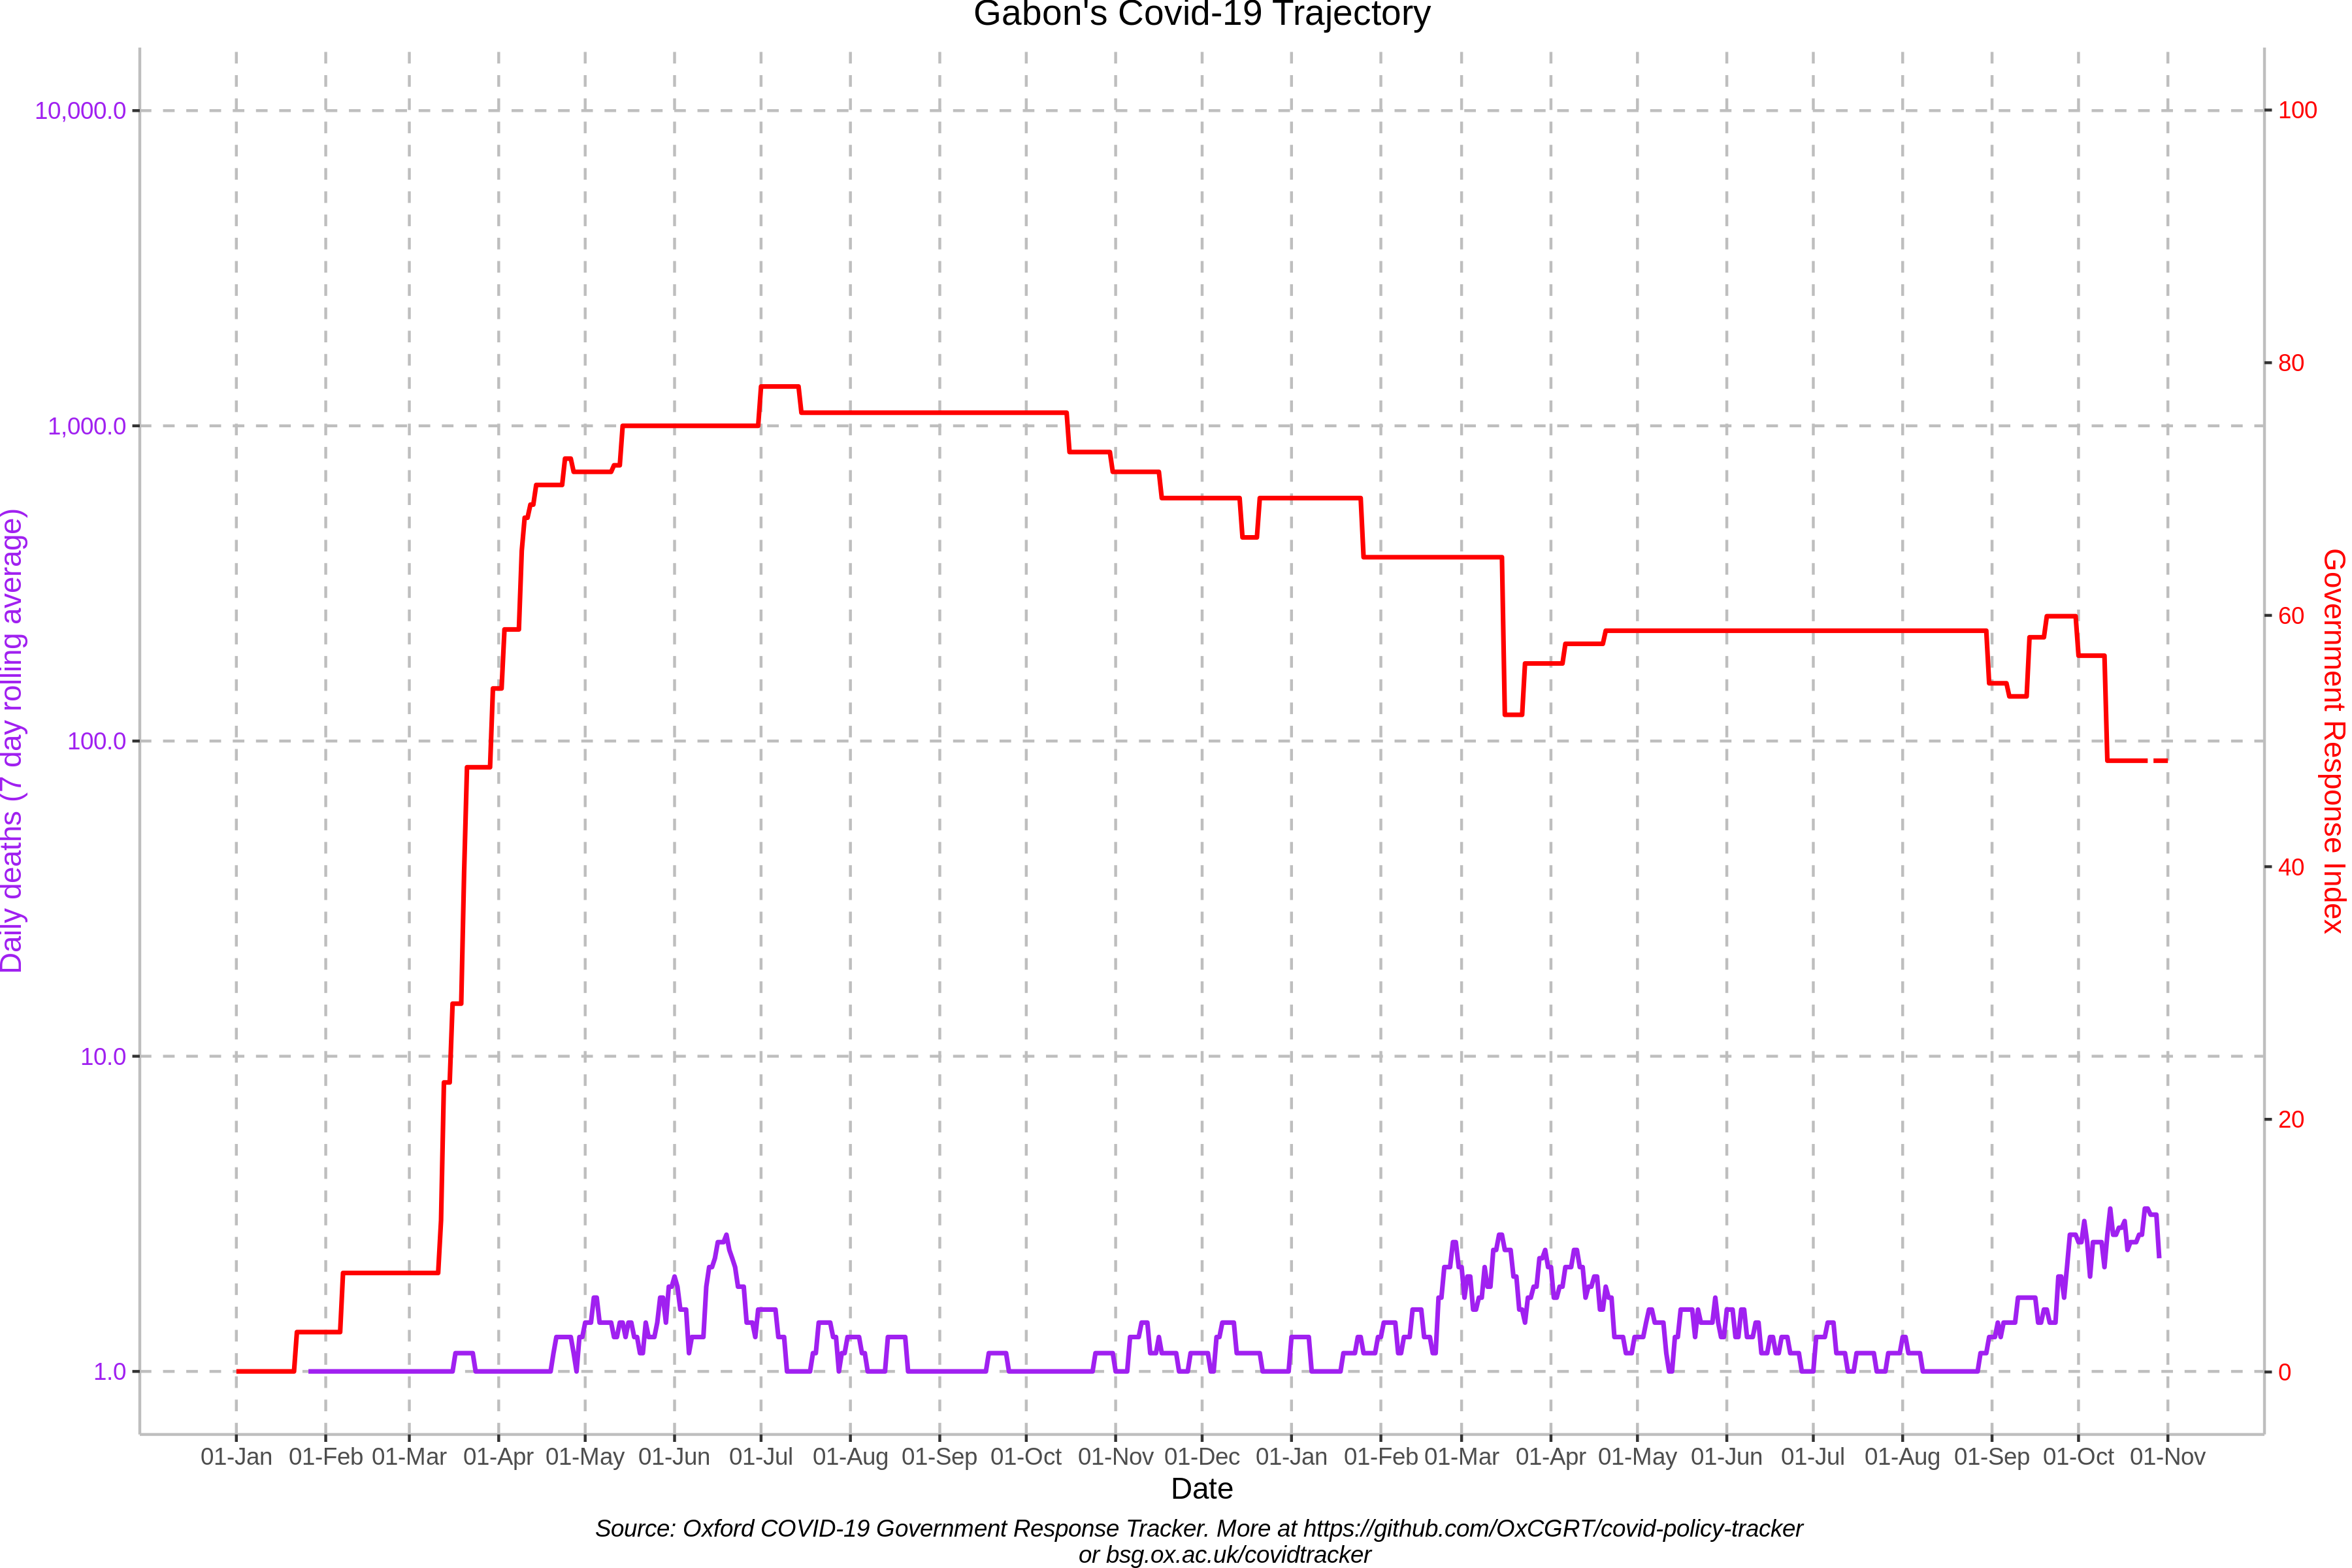 Gabon's Covid-19 Trajectory
10,000.0
1,000.0
100.0
10.0
1.0
Daily deaths (7 day rolling average)
100
80
60
40
20
0
Government Response Index
01-Jan 01-Feb 01-Mar 01-Apr 01-May 01-Jun 01-Jul 01-Aug 01-Sep 01-Oct 01-Nov 01-Dec 01-Jan 01-Feb 01-Mar 01-Apr 01-May 01-Jun 01-Jul 01-Aug 01-Sep 01-Oct 01-Nov
Date
Source: Oxford COVID-19 Government Response Tracker. More at https://github.com/OxCGRT/covid-policy-tracker
or bsg.ox.ac.uk/covidtracker